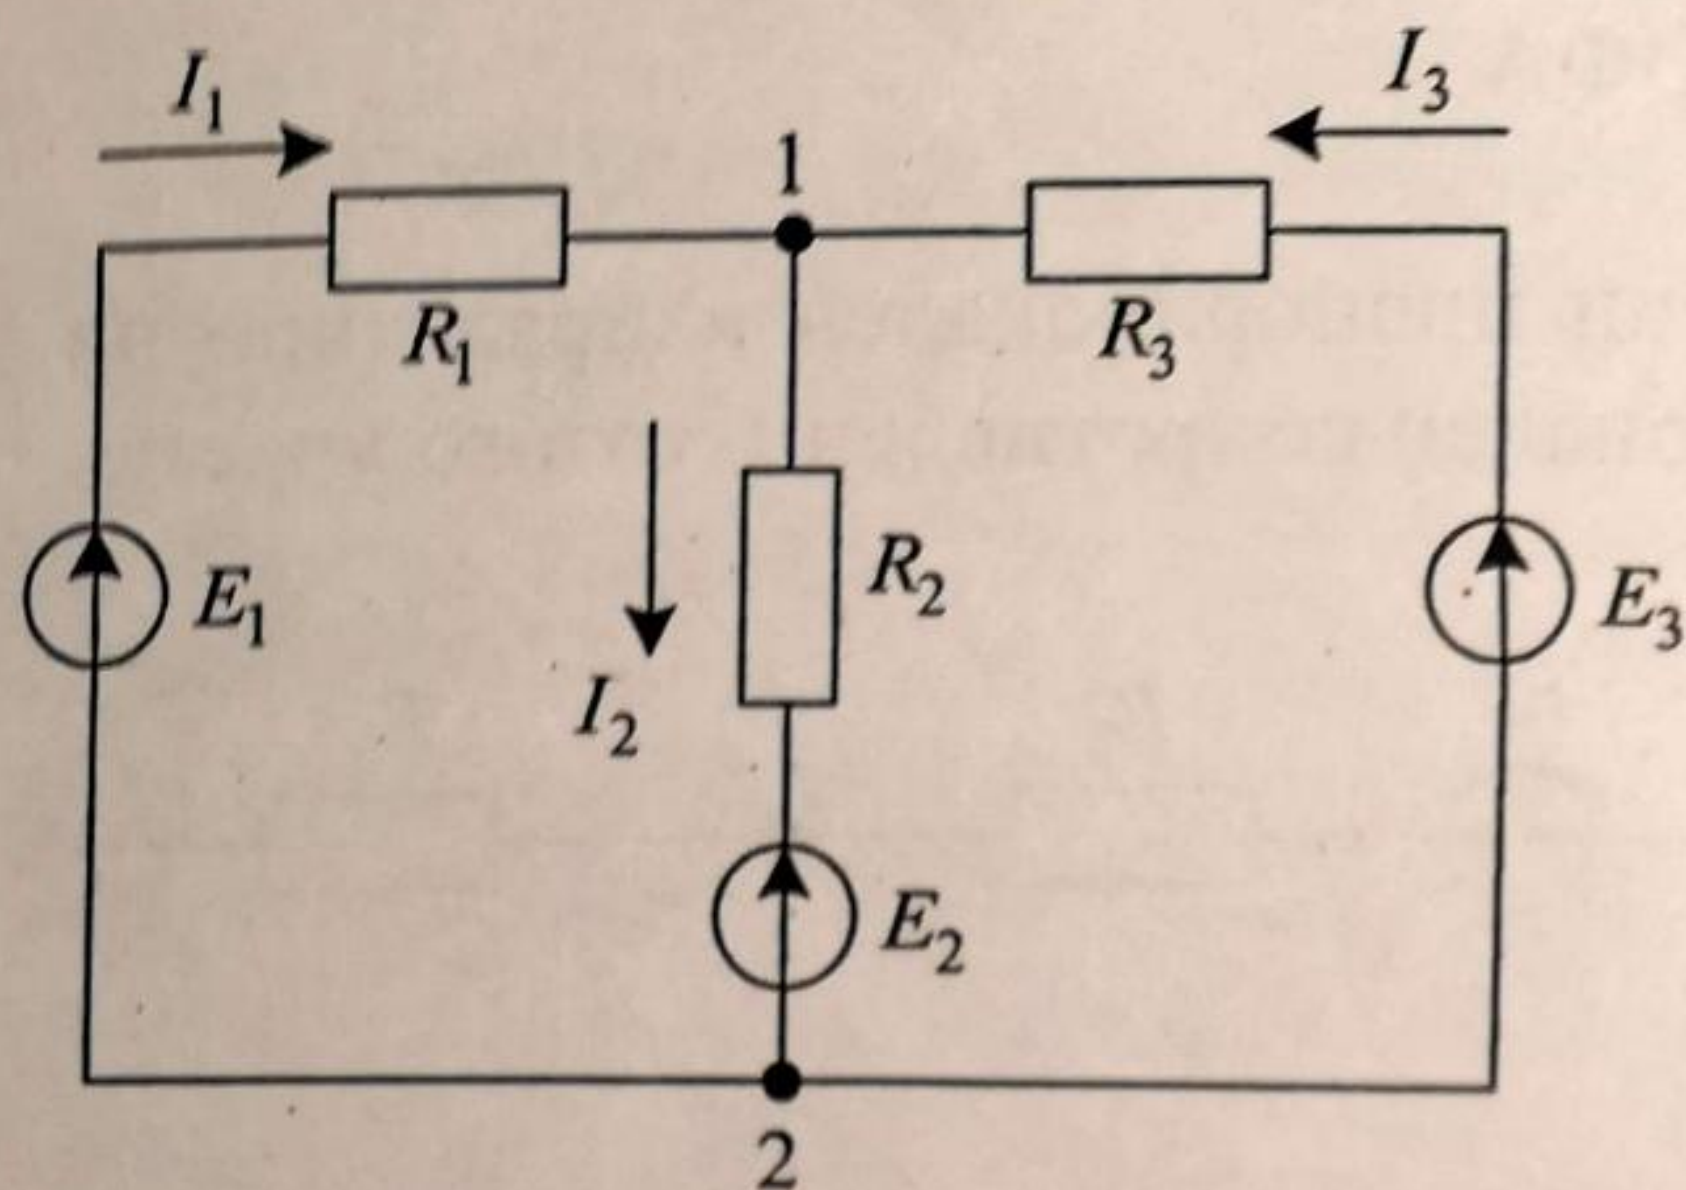 I₁
I₃
1
R₁
R₃
E₁
R₂
E₃
I₂
E₂
2